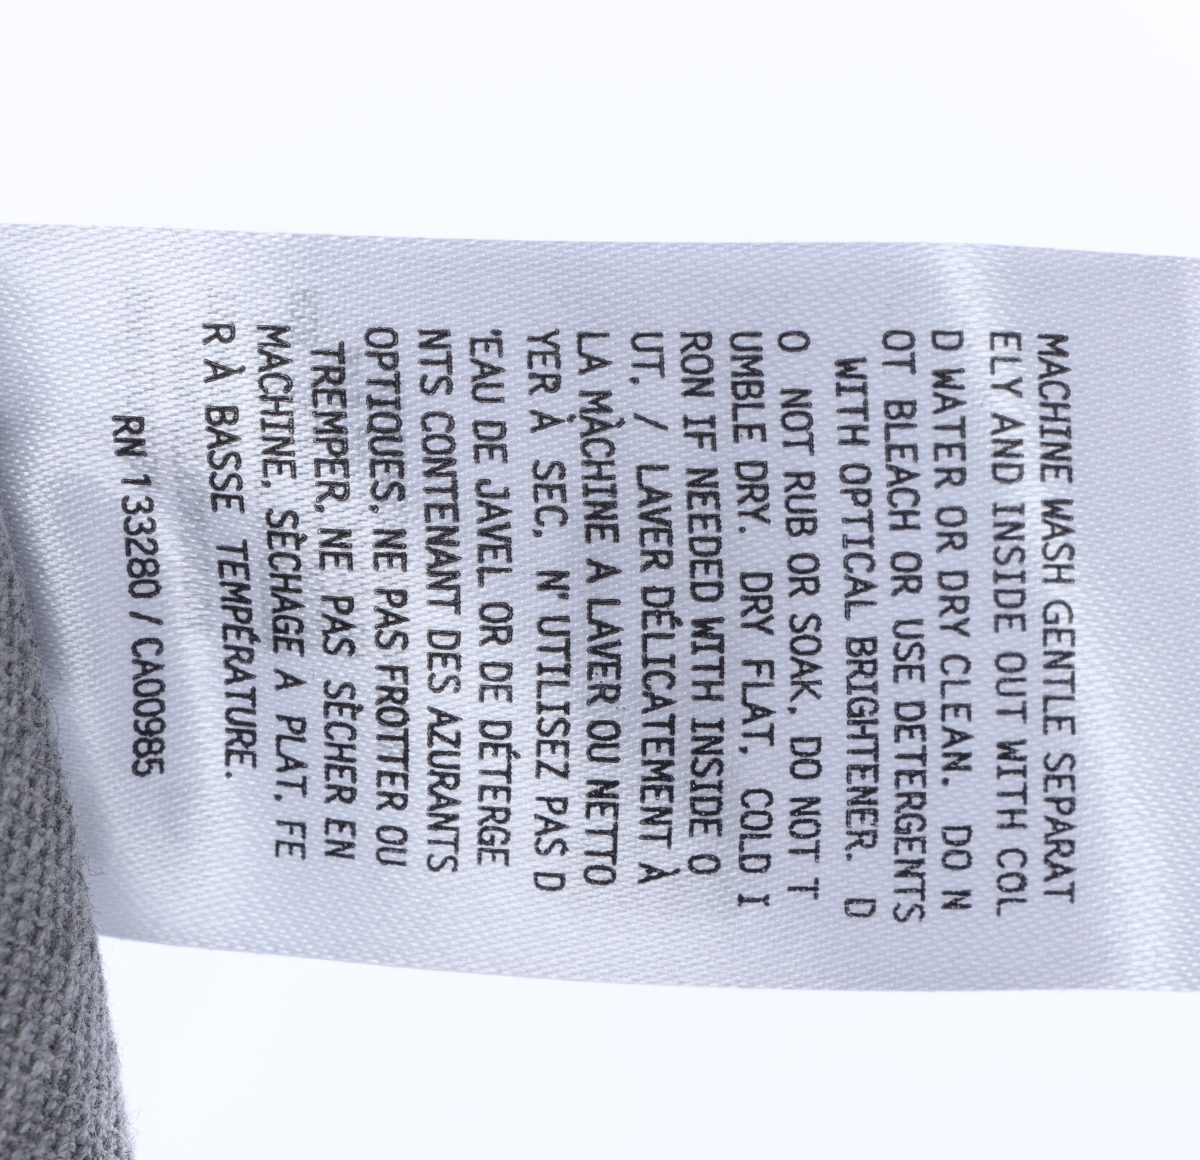 MACHINE WASH GENTLE SEPARAT
ELY AND INSIDE OUT WITH COL
D WATER OR DRY CLEAN. DO N
OT BLEACH OR USE DETERGENTS
WITH OPTICAL BRIGHTENER. D
O NOT RUB OR SOAK, DO NOT T
UMBLE DRY. DRY FLAT, COLD I
RON IF NEEDED WITH INSIDE O
UT. / LAVER DÉLICATEMENT À
LA MÀCHINE A LAVER OU NETTO
YER À SEC, N' UTILISEZ PAS D
'EAU DE JAVEL OR DE DÉTERGE
NTS CONTENANT DES AZURANTS
OPTIQUES, NE PAS FROTTER OU
TREMPER, NE PAS SÈCHER EN
MACHINE, SÈCHAGE A PLAT, FE
R À BASSE TEMPÉRATURE.
RN 133280 / CA00985